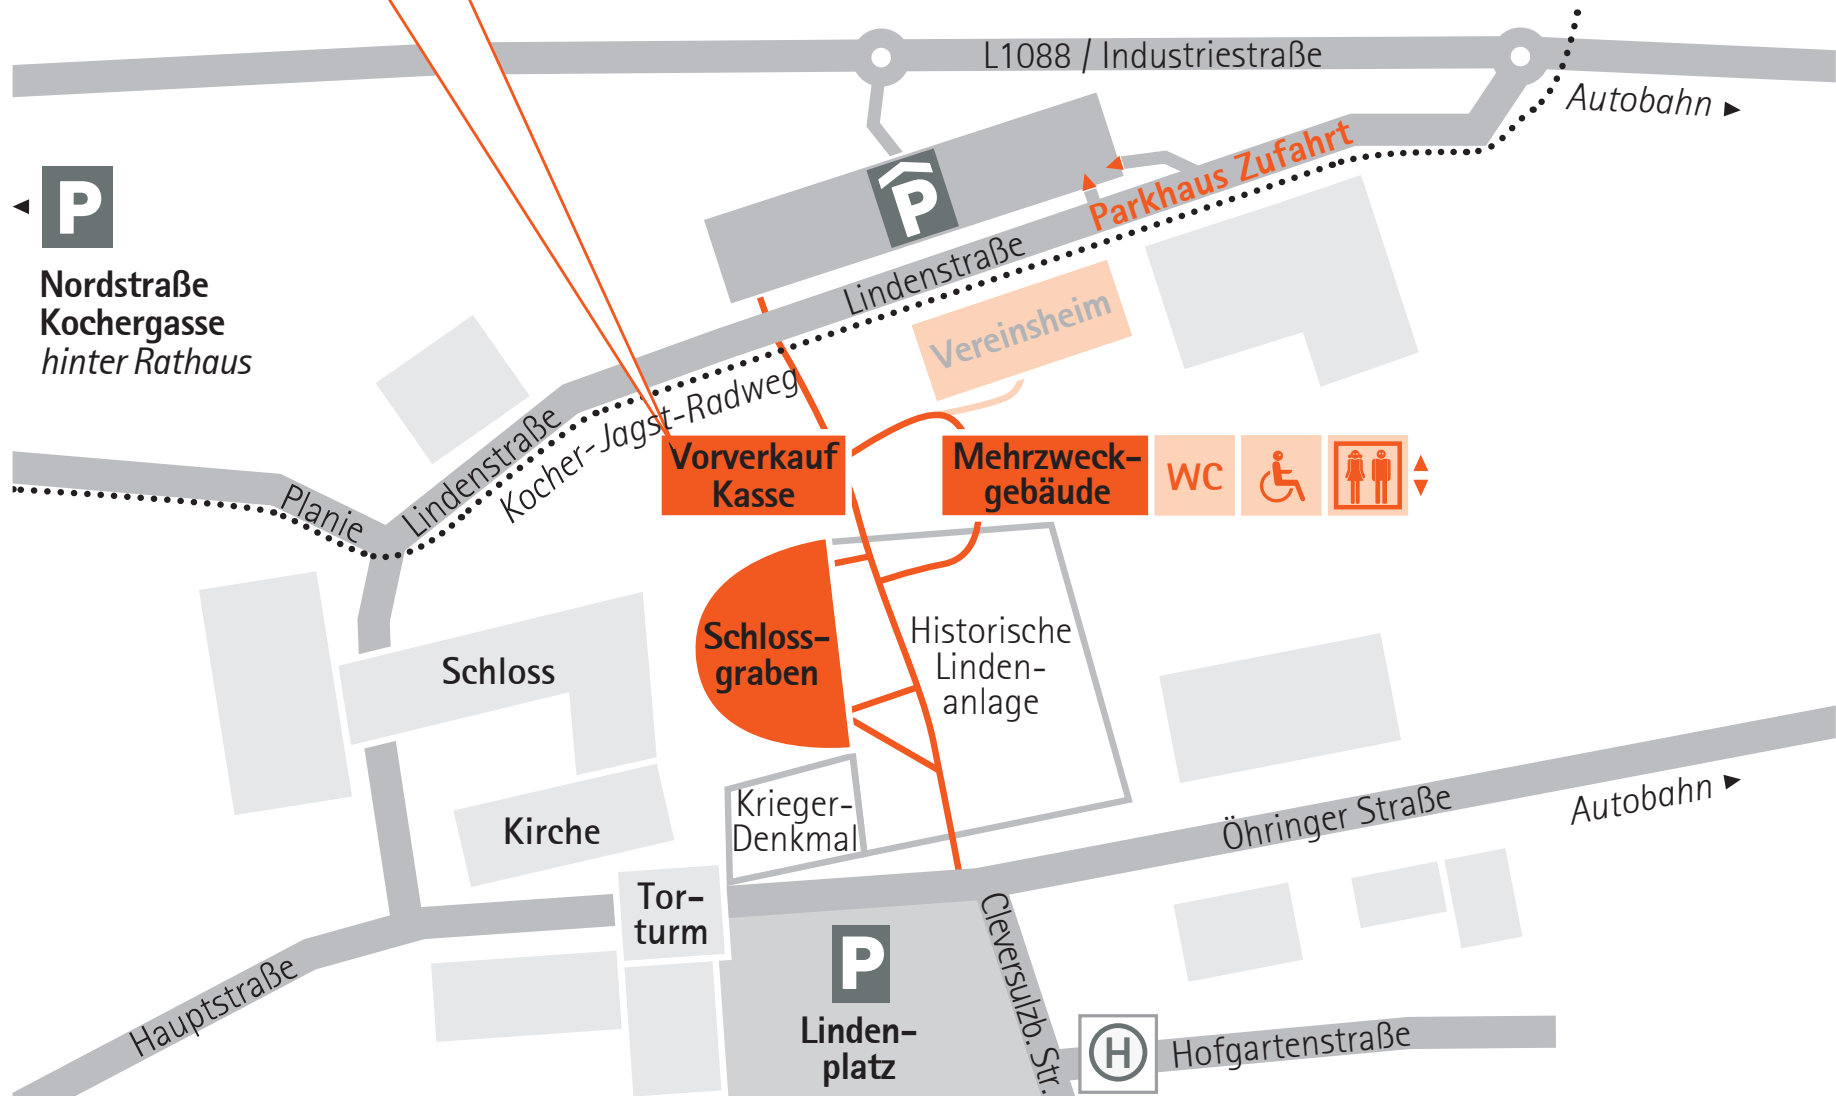 L1088 / Industriestraße
Autobahn
P
Nordstraße
Kochergasse
hinter Rathaus
P
Parkhaus Zufahrt
Lindenstraße
Vereinsheim
Kocher-Jagst-Radweg
Lindenstraße
Planie
Vorverkauf
Kasse
Mehrzweck-
gebäude
WC
Schloss-
graben
Historische
Linden-
anlage
Schloss
Krieger-
Denkmal
Kirche
Öhringer Straße
Autobahn
Tor-
turm
Hauptstraße
P
Linden-
platz
Cleversulzb. Str.
H
Hofgartenstraße